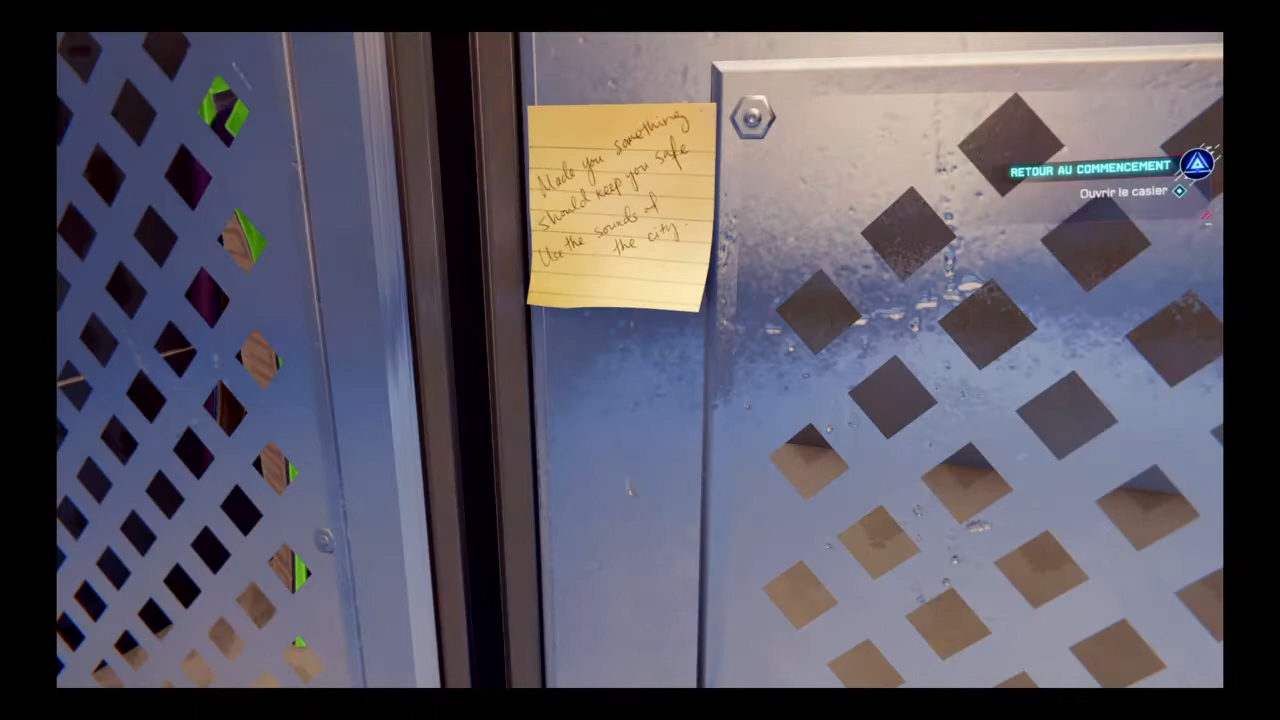 Made you something
should keep you safe
Use the sounds of
the city.
RETOUR AU COMMENCEMENT
Ouvrir le casier